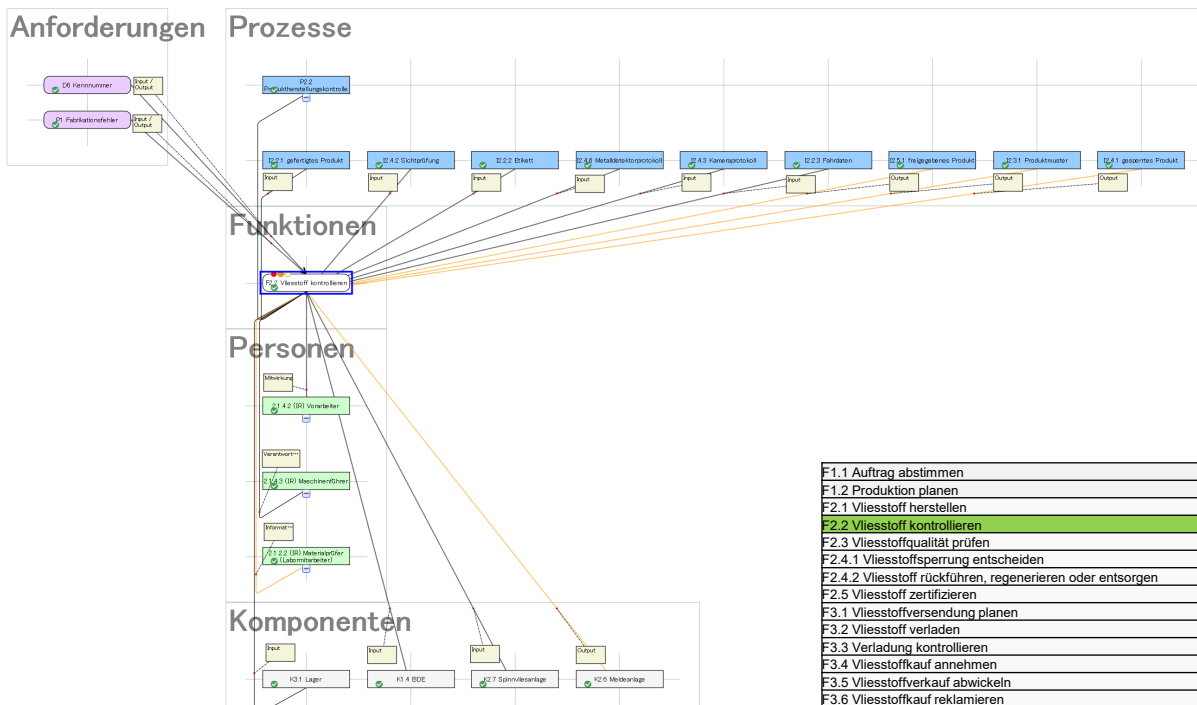 Anforderungen
Prozesse
D6 Kennnummer
Input /
Output
P1 Fabrikationsfehler
Input /
Output
P2.2
Produktherstellungskontrolle
I2.2.1 gefertigtes Produkt
I2.4.2 Sichtprüfung
I2.2.2 Etikett
I2.4.6 Metalldetektorprotokoll
I2.4.3 Kameraprotokoll
I2.2.3 Fahrdaten
I2.5.1 freigegebenes Produkt
I2.3.1 Produktmuster
I2.4.1 gesperrtes Produkt
Input
Input
Input
Input
Input
Input
Output
Output
Output
Funktionen
F2.2 Vliesstoff kontrollieren
Personen
Mitwirkung
2.1.4.2 (IR) Vorarbeiter
Verantwort···
2.1.4.3 (IR) Maschinenführer
Informat···
2.1.2.2 (IR) Materialprüfer
(Labormitarbeiter)
Komponenten
Input
Input
Input
Output
K3.1 Lager
K1.4 BDE
K2.7 Spinnvliesanlage
K2.6 Meldeanlage
F1.1 Auftrag abstimmen
F1.2 Produktion planen
F2.1 Vliesstoff herstellen
F2.2 Vliesstoff kontrollieren
F2.3 Vliesstoffqualität prüfen
F2.4.1 Vliesstoffsperrung entscheiden
F2.4.2 Vliesstoff rückführen, regenerieren oder entsorgen
F2.5 Vliesstoff zertifizieren
F3.1 Vliesstoffversendung planen
F3.2 Vliesstoff verladen
F3.3 Verladung kontrollieren
F3.4 Vliesstoffkauf annehmen
F3.5 Vliesstoffverkauf abwickeln
F3.6 Vliesstoffkauf reklamieren